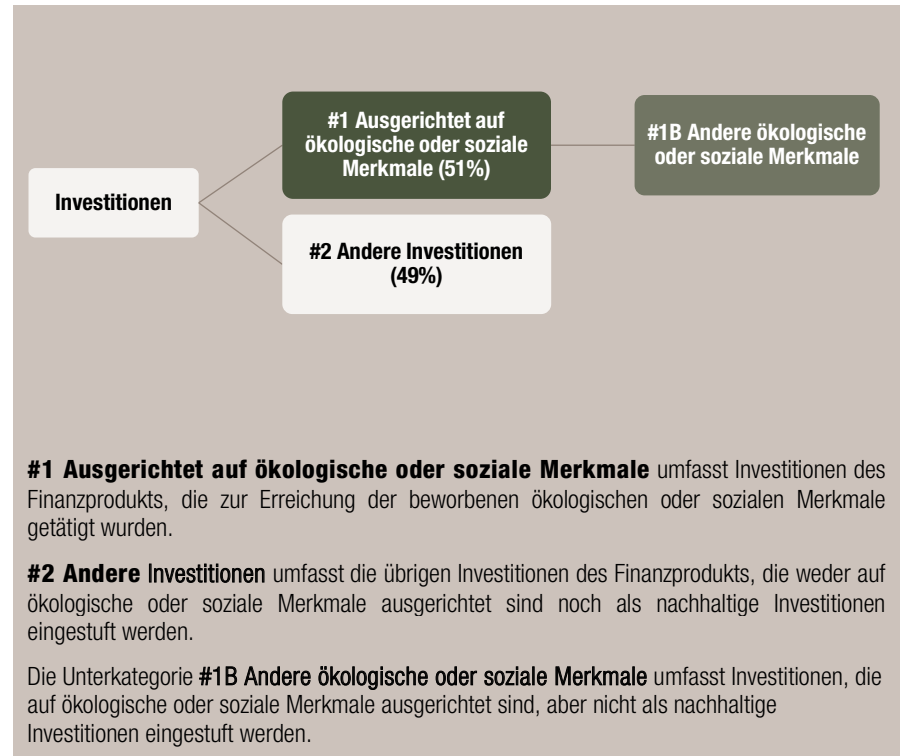 #1 Ausgerichtet auf
ökologische oder soziale
Merkmale (51%)
#1B Andere ökologische
oder soziale Merkmale
Investitionen
#2 Andere Investitionen
(49%)
#1 Ausgerichtet auf ökologische oder soziale Merkmale umfasst Investitionen des
Finanzprodukts, die zur Erreichung der beworbenen ökologischen oder sozialen Merkmale
getätigt wurden.
#2 Andere Investitionen umfasst die übrigen Investitionen des Finanzprodukts, die weder auf
ökologische oder soziale Merkmale ausgerichtet sind noch als nachhaltige Investitionen
eingestuft werden.
Die Unterkategorie #1B Andere ökologische oder soziale Merkmale umfasst Investitionen, die
auf ökologische oder soziale Merkmale ausgerichtet sind, aber nicht als nachhaltige
Investitionen eingestuft werden.